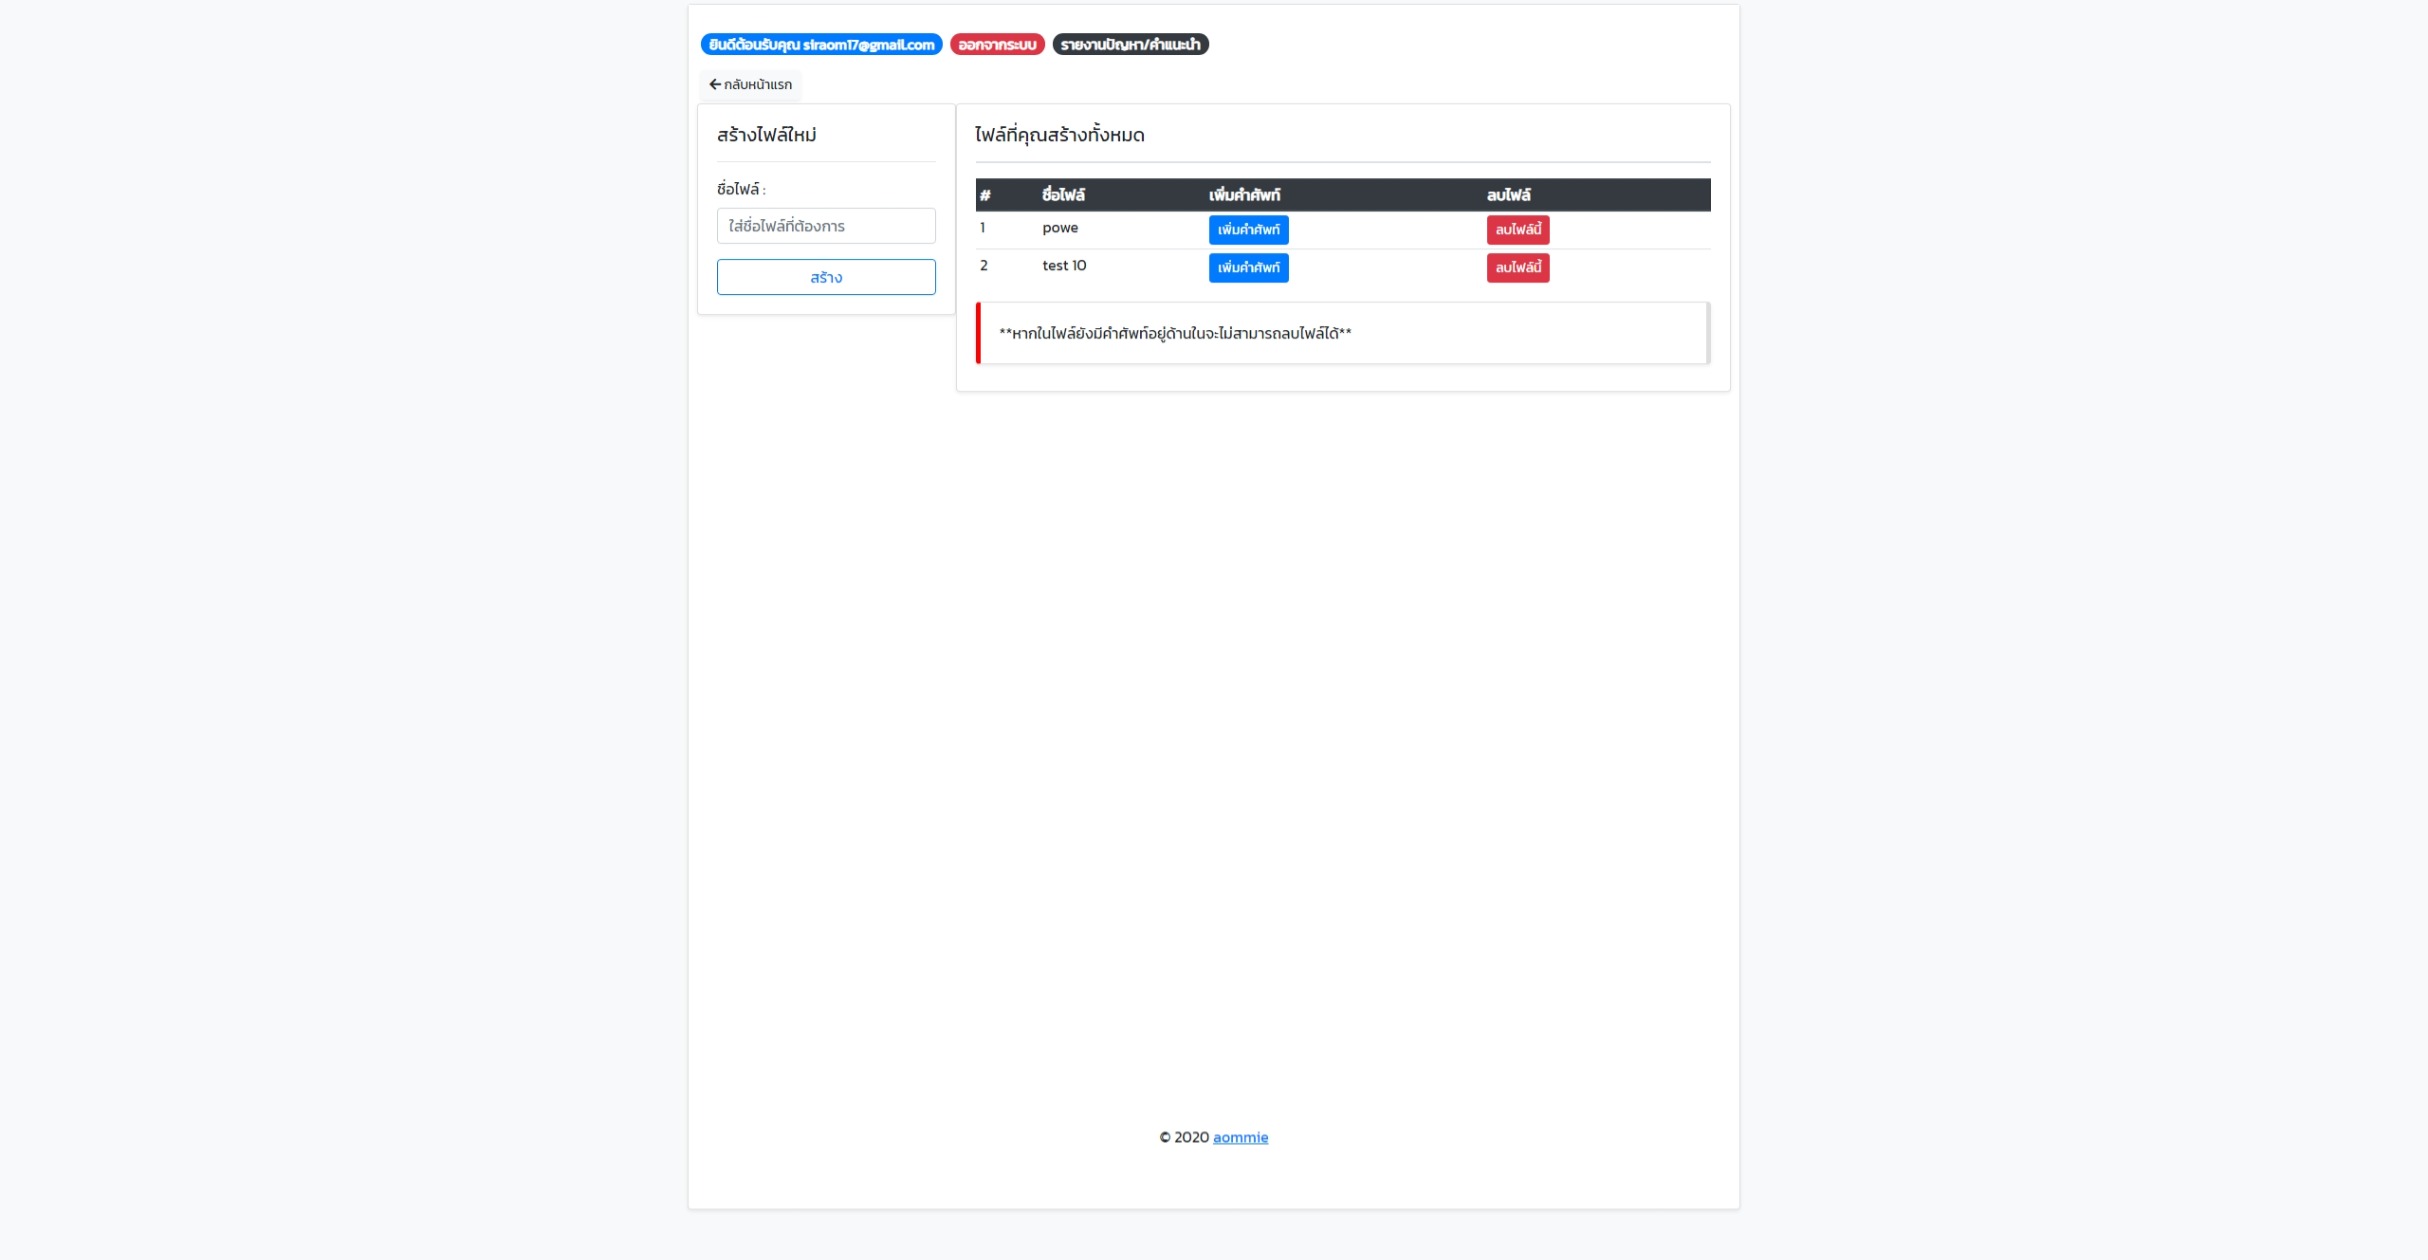 ยินดีต้อนรับคุณ siraom17@gmail.com ออกจากระบบ รายงานปัญหา/คำแนะนำ
กลับหน้าแรก
สร้างไฟล์ใหม่
ชื่อไฟล์ :
ใส่ชื่อไฟล์ที่ต้องการ
สร้าง
ไฟล์ที่คุณสร้างทั้งหมด
# ชื่อไฟล์ เพิ่มคำศัพท์ ลบไฟล์
1 powe เพิ่มคำศัพท์ ลบไฟล์นี้
2 test 10 เพิ่มคำศัพท์ ลบไฟล์นี้
**หากในไฟล์ยังมีคำศัพท์อยู่ด้านในจะไม่สามารถลบไฟล์ได้**
© 2020 aommie